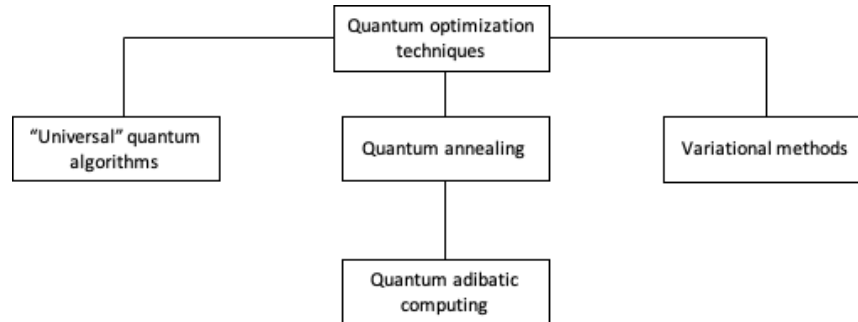 Quantum optimization
techniques
“Universal” quantum
algorithms
Quantum annealing
Variational methods
Quantum adibatic
computing